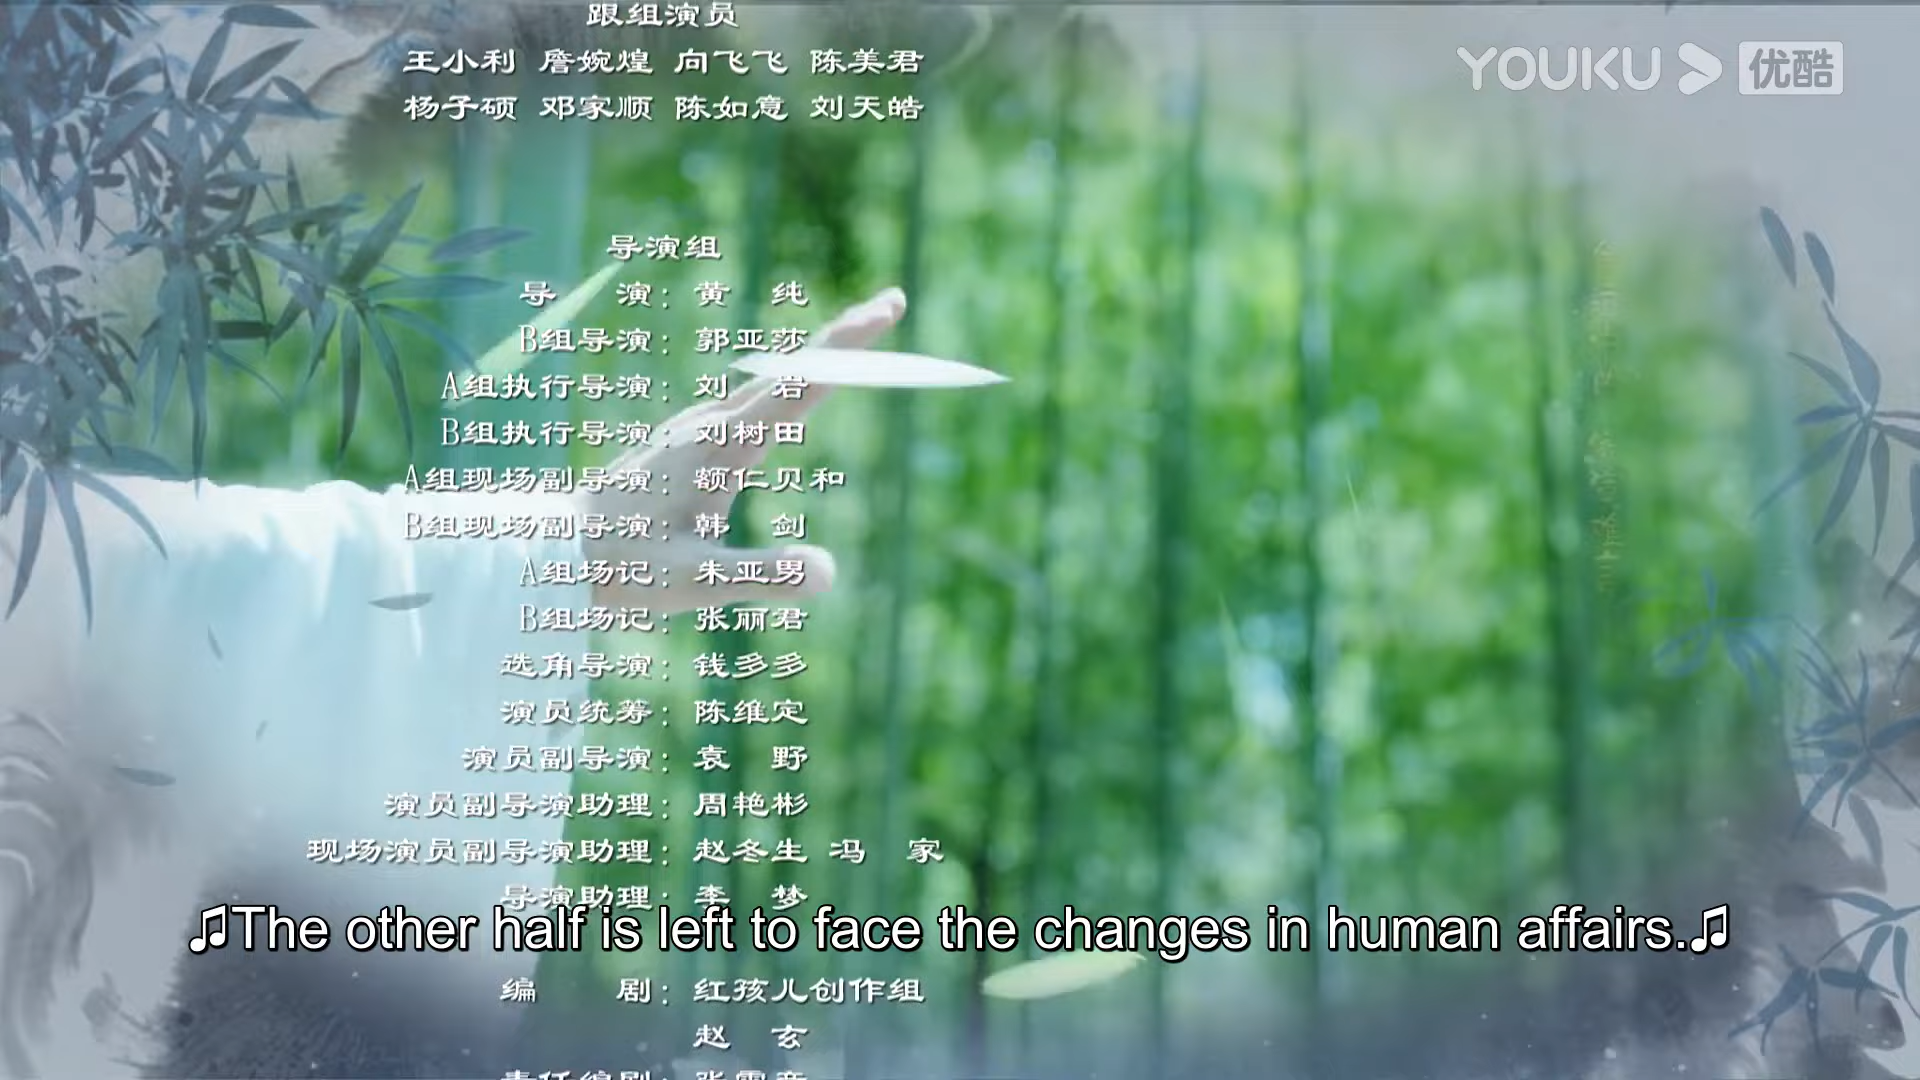 跟组演员
王小利 詹婉煌 向飞飞 陈美君
杨子硕 邓家顺 陈如意 刘天皓
YOUKU 优酷
导演组
导 演：黄 纯
B组导演：郭亚莎
A组执行导演：刘 岩
B组执行导演：刘树田
A组现场副导演：额仁贝和
B组现场副导演：韩 剑
A组场记：朱亚男
B组场记：张丽君
选角导演：钱多多
演员统筹：陈维定
演员副导演：袁 野
演员副导演助理：周艳彬
现场演员副导演助理：赵冬生 冯 家
导演助理：李 梦
♫The other half is left to face the changes in human affairs.♫
编 剧：红孩儿创作组
赵 玄